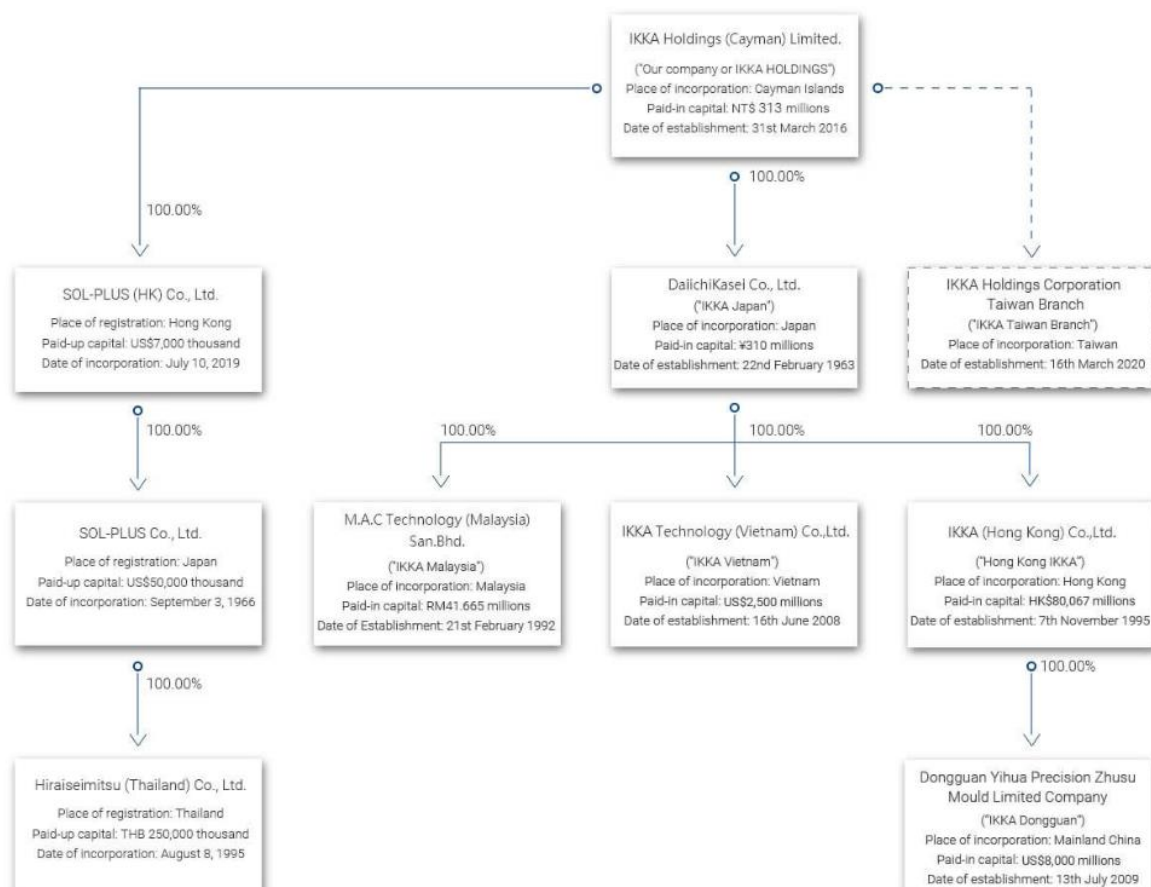 IKKA Holdings (Cayman) Limited.
("Our company or IKKA HOLDINGS")
Place of incorporation: Cayman Islands
Paid-in capital: NT$ 313 millions
Date of establishment: 31st March 2016
100.00%
100.00%
SOL-PLUS (HK) Co., Ltd.
Place of registration: Hong Kong
Paid-up capital: US$7,000 thousand
Date of incorporation: July 10, 2019
DaiichiKasei Co., Ltd.
("IKKA Japan")
Place of incorporation: Japan
Paid-in capital: ¥310 millions
Date of establishment: 22nd February 1963
IKKA Holdings Corporation
Taiwan Branch
("IKKA Taiwan Branch")
Place of incorporation: Taiwan
Date of establishment: 16th March 2020
100.00%
100.00%
100.00%
100.00%
SOL-PLUS Co., Ltd.
Place of registration: Japan
Paid-up capital: US$50,000 thousand
Date of incorporation: September 3, 1966
M.A.C Technology (Malaysia)
San.Bhd.
("IKKA Malaysia")
Place of incorporation: Malaysia
Paid-in capital: RM41.665 millions
Date of Establishment: 21st February 1992
IKKA Technology (Vietnam) Co.,Ltd.
("IKKA Vietnam")
Place of incorporation: Vietnam
Paid-in capital: US$2,500 millions
Date of establishment: 16th June 2008
IKKA (Hong Kong) Co.,Ltd.
("Hong Kong IKKA")
Place of incorporation: Hong Kong
Paid-in capital: HK$80,067 millions
Date of establishment: 7th November 1995
100.00%
100.00%
Hiraiseimitsu (Thailand) Co., Ltd.
Place of registration: Thailand
Paid-up capital: THB 250,000 thousand
Date of incorporation: August 8, 1995
Dongguan Yihua Precision Zhusu
Mould Limited Company
("IKKA Dongguan")
Place of incorporation: Mainland China
Paid-in capital: US$8,000 millions
Date of establishment: 13th July 2009